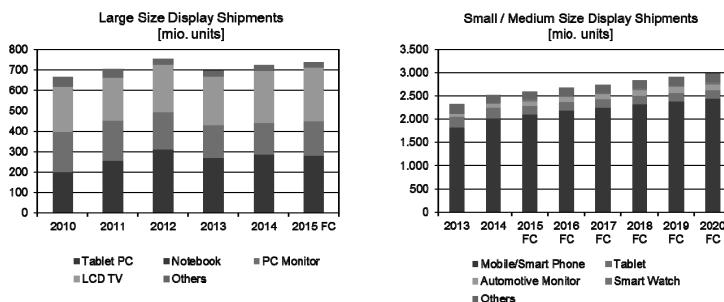 Large Size Display Shipments
[mio. units]
800
700
600
500
400
300
200
100
0
2010
2011
2012
2013
2014
2015 FC
Tablet PC
Notebook
PC Monitor
LCD TV
Others
Small / Medium Size Display Shipments
[mio. units]
3.500
3.000
2.500
2.000
1.500
1.000
500
0
2013
2014
2015
FC
2016
FC
2017
FC
2018
FC
2019
FC
2020
FC
Mobile/Smart Phone
Tablet
Automotive Monitor
Smart Watch
Others